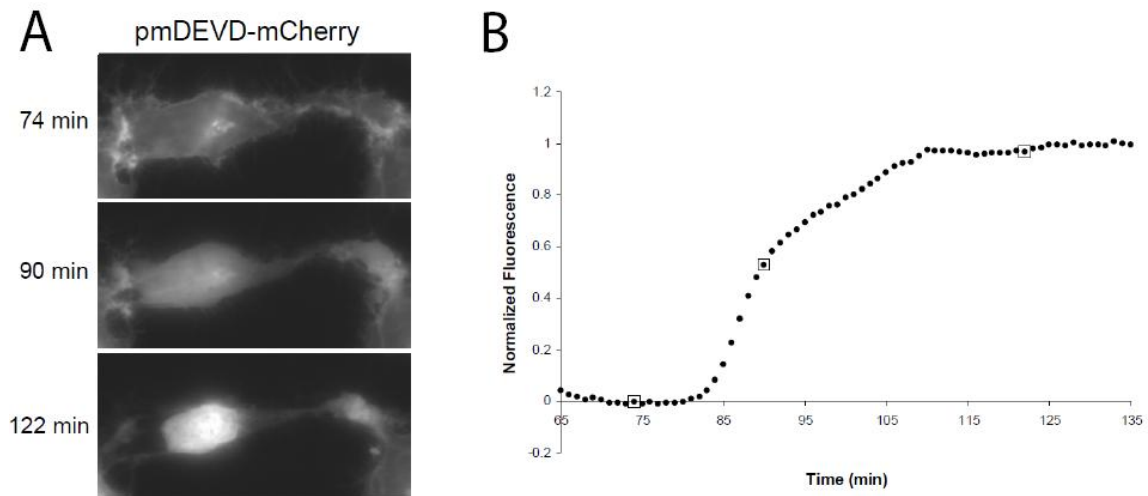 A
pmDEVD-mCherry
74 min
90 min
122 min
B
Normalized Fluorescence
1.2
1
0.8
0.6
0.4
0.2
0
-0.2
65
75
85
95
105
115
125
135
Time (min)